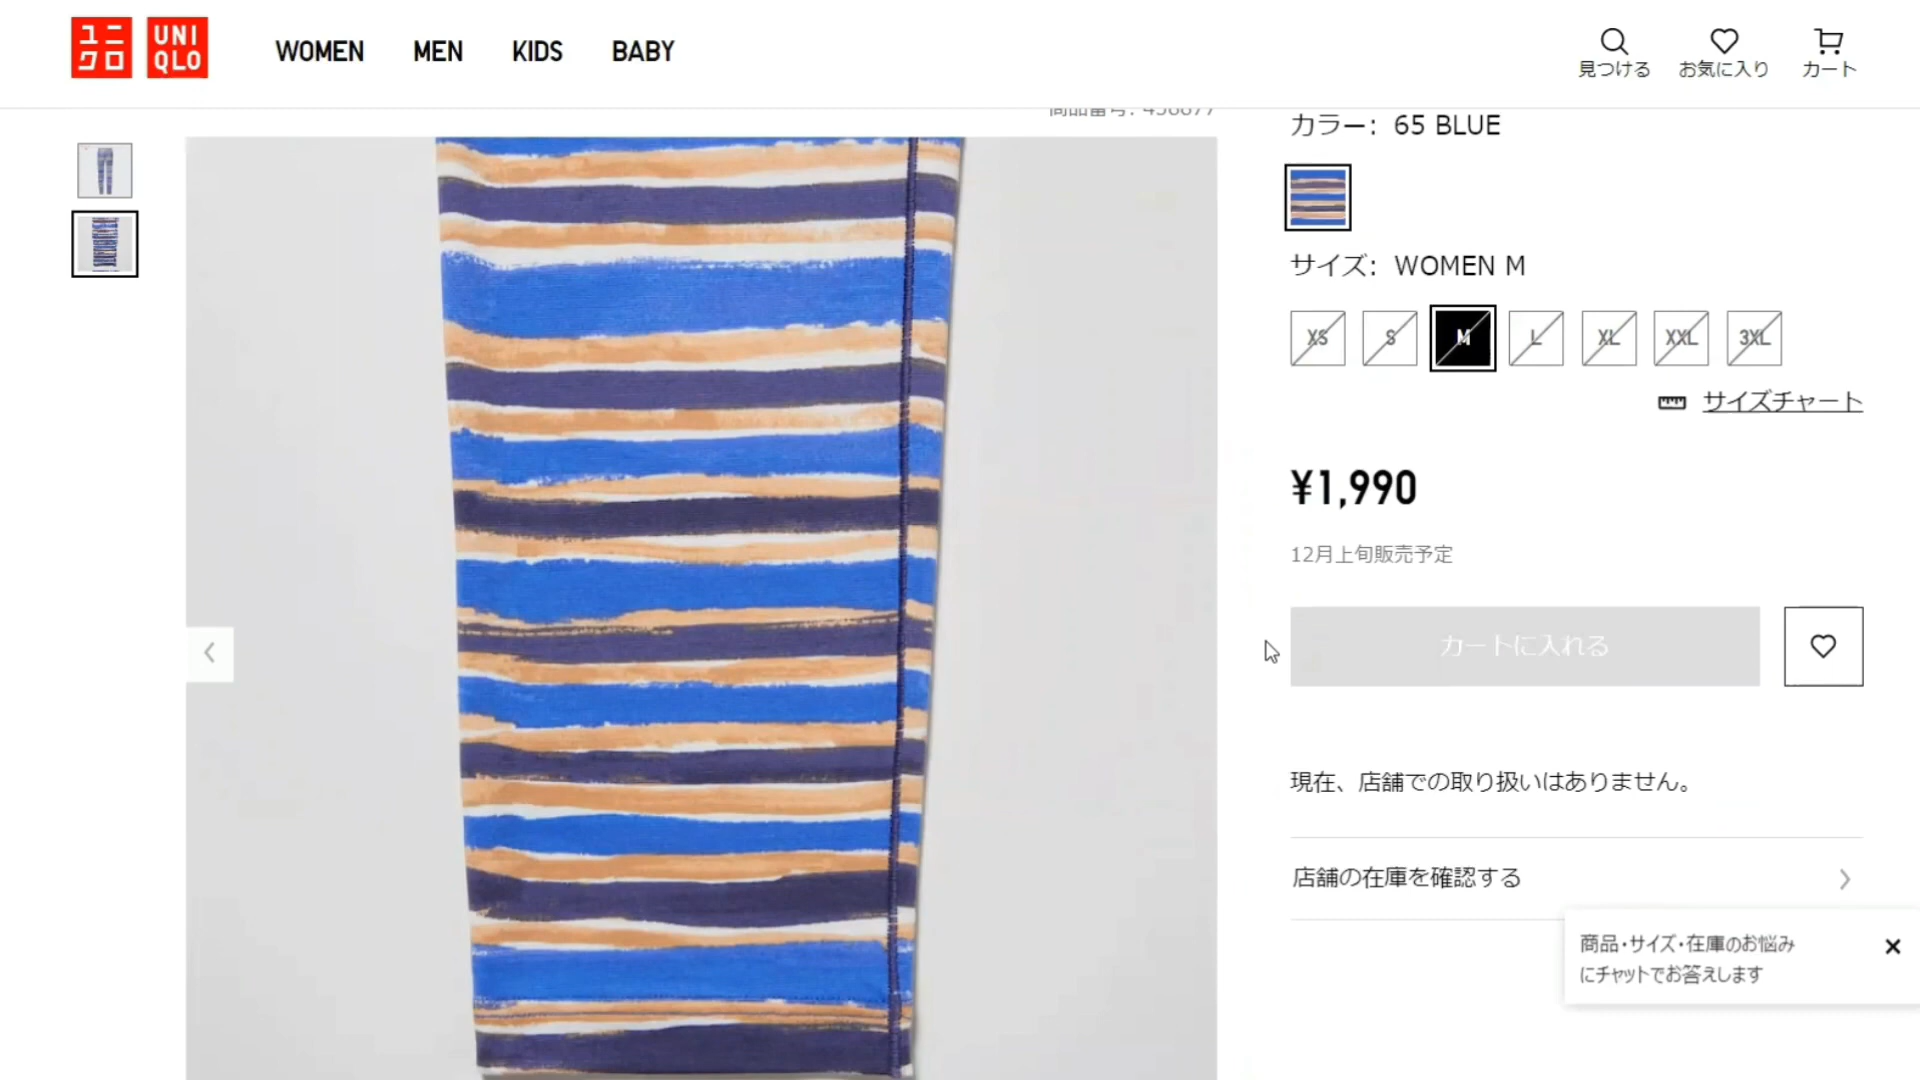 ユニクロ
UNIQLO
WOMEN MEN KIDS BABY
見つける お気に入り カート
カラー: 65 BLUE
サイズ: WOMEN M
XS S M L XL XXL 3XL
サイズチャート
¥1,990
12月上旬販売予定
カートに入れる
現在、店舗での取り扱いはありません。
店舗の在庫を確認する
商品・サイズ・在庫のお悩み
にチャットでお答えします